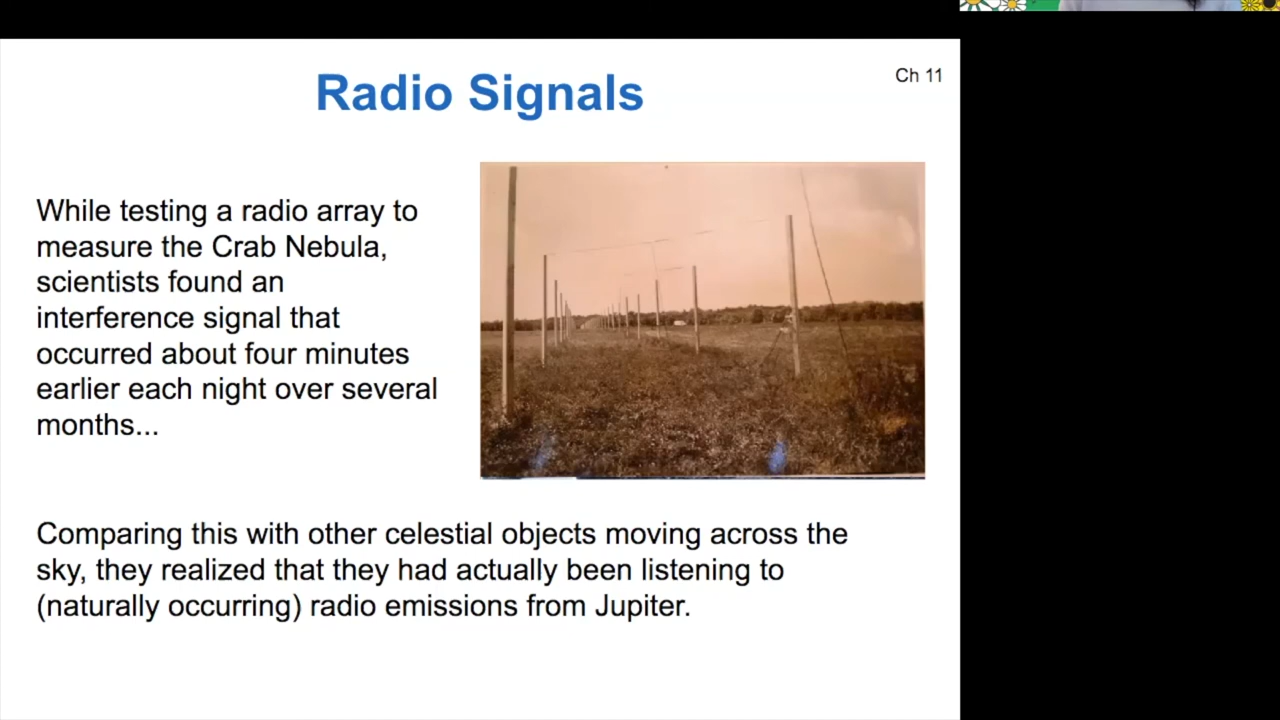 Radio Signals
Ch 11
While testing a radio array to
measure the Crab Nebula,
scientists found an
interference signal that
occurred about four minutes
earlier each night over several
months...
Comparing this with other celestial objects moving across the
sky, they realized that they had actually been listening to
(naturally occurring) radio emissions from Jupiter.